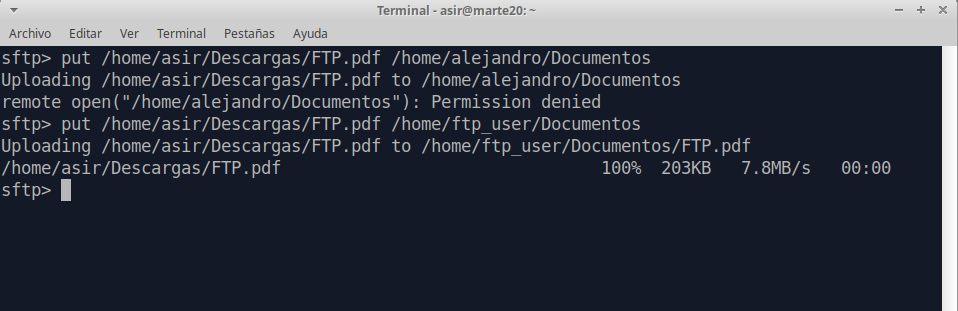 Terminal - asir@marte20: ~
Archivo Editar Ver Terminal Pestañas Ayuda
sftp> put /home/asir/Descargas/FTP.pdf /home/alejandro/Documentos
Uploading /home/asir/Descargas/FTP.pdf to /home/alejandro/Documentos
remote open("/home/alejandro/Documentos"): Permission denied
sftp> put /home/asir/Descargas/FTP.pdf /home/ftp_user/Documentos
Uploading /home/asir/Descargas/FTP.pdf to /home/ftp_user/Documentos/FTP.pdf
/home/asir/Descargas/FTP.pdf 100% 203KB 7.8MB/s 00:00
sftp>